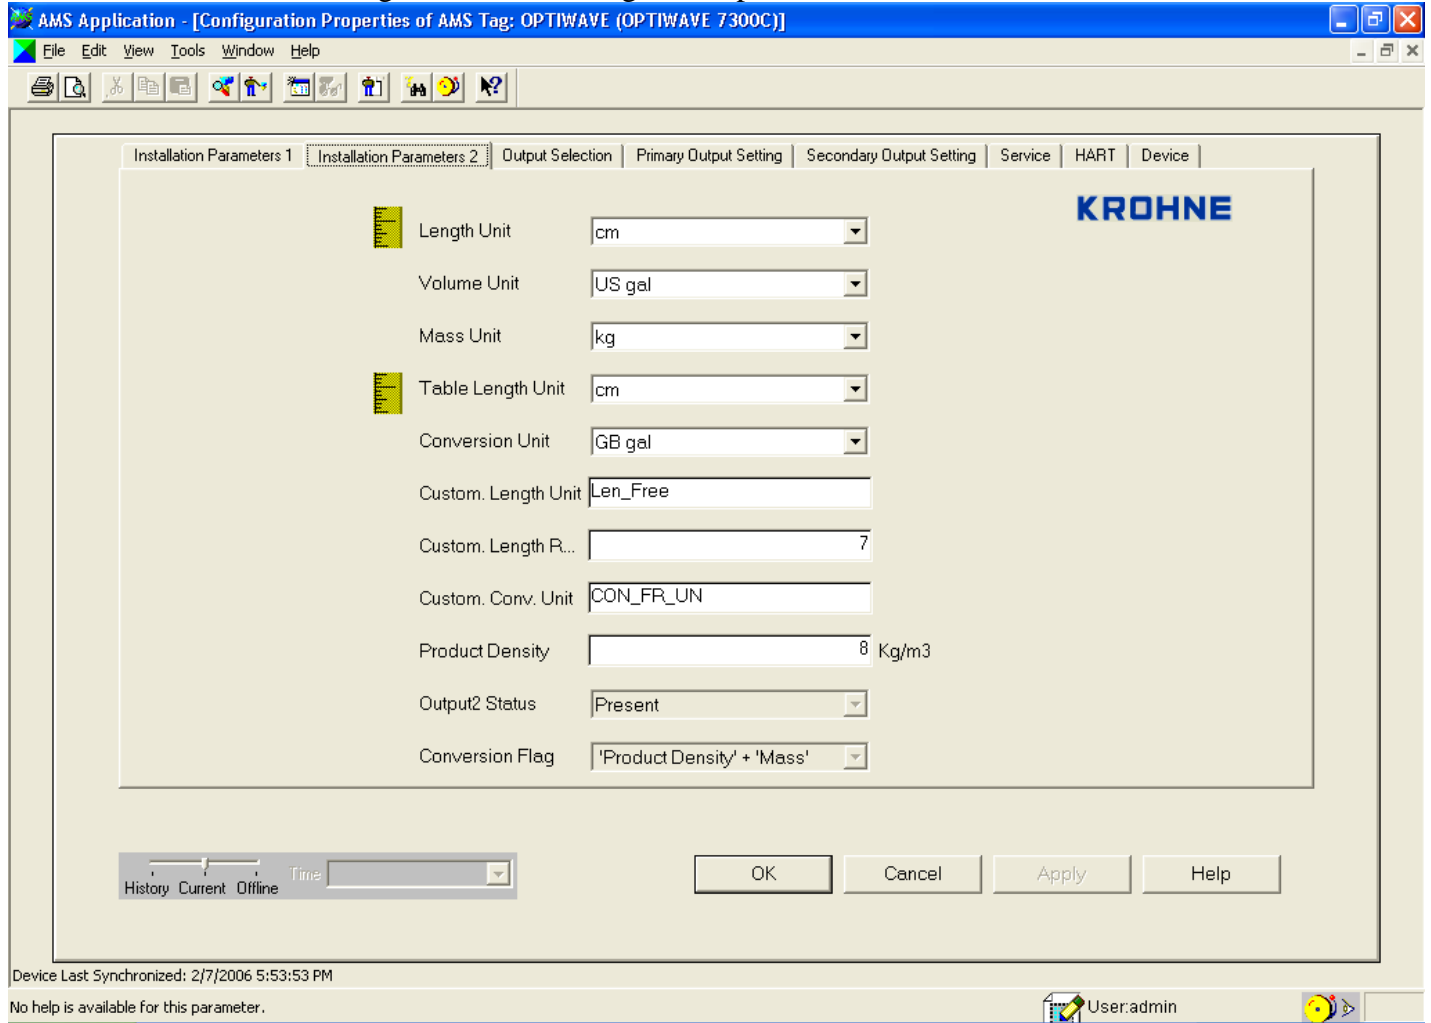 AMS Application - [Configuration Properties of AMS Tag: OPTIWAVE (OPTIWAVE 7300C)]
File Edit View Tools Window Help
Installation Parameters 1 Installation Parameters 2 Output Selection Primary Output Setting Secondary Output Setting Service HART Device
KROHNE
Length Unit cm
Volume Unit US gal
Mass Unit kg
Table Length Unit cm
Conversion Unit GB gal
Custom. Length Unit Len_Free
Custom. Length R... 7
Custom. Conv. Unit CON_FR_UN
Product Density 8 Kg/m3
Output2 Status Present
Conversion Flag 'Product Density' + 'Mass'
Time
History Current Offline
OK Cancel Apply Help
Device Last Synchronized: 2/7/2006 5:53:53 PM
No help is available for this parameter. User:admin